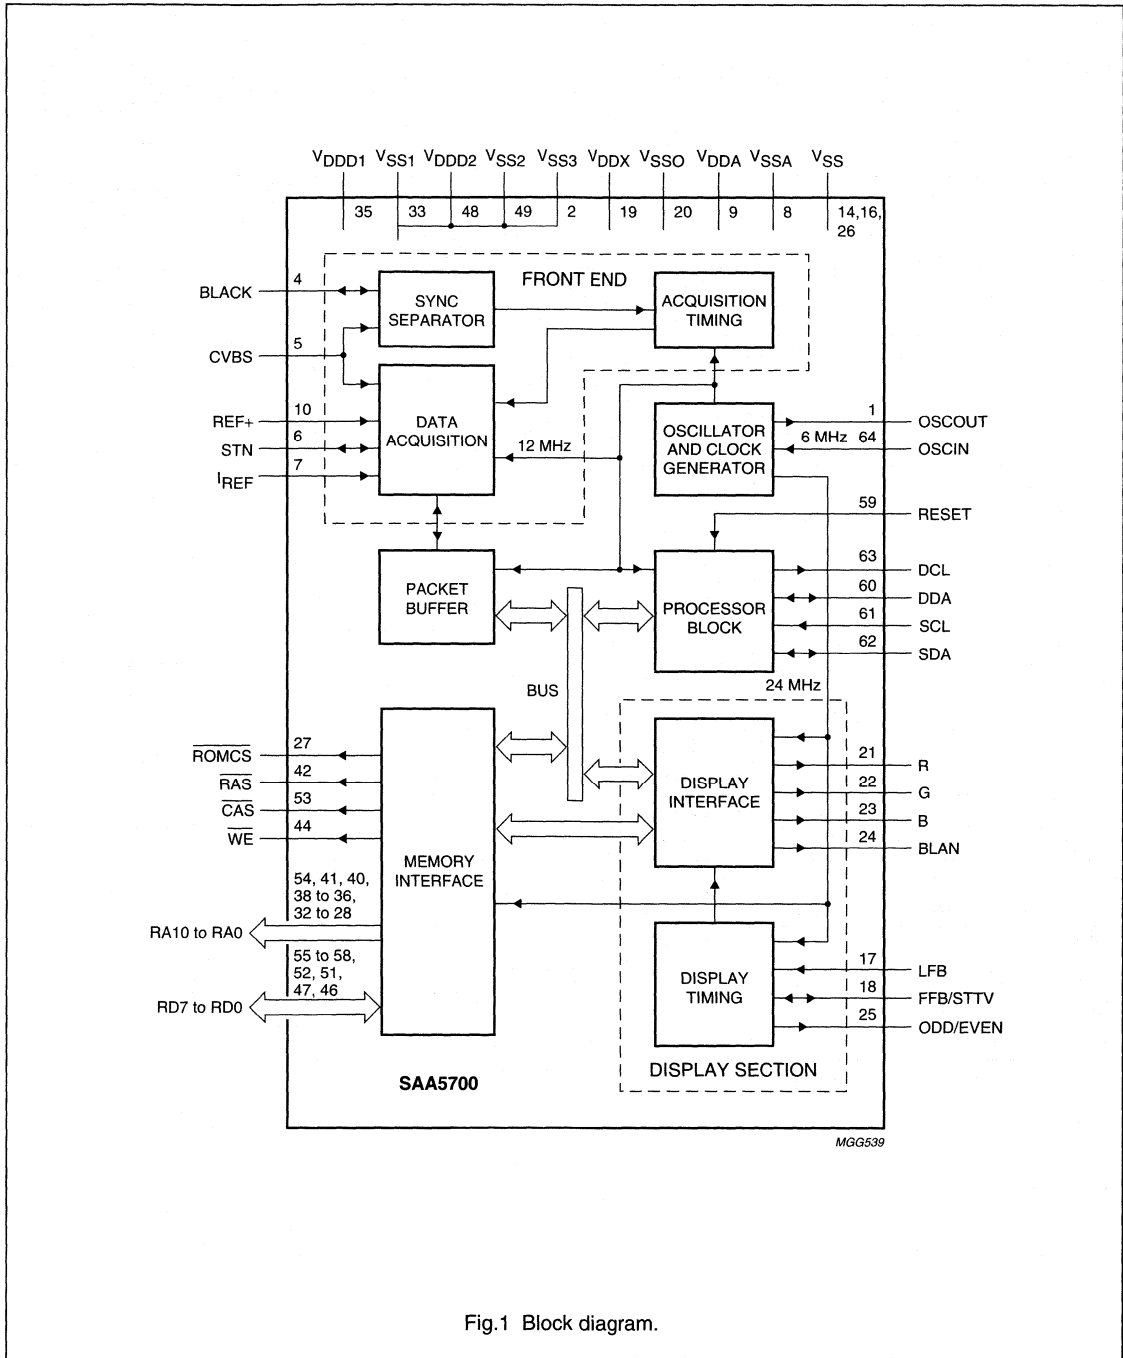 VDDD1 VSS1 VDDD2 VSS2 VSS3 VDDX VSSO VDDA VSSA VSS
35 33 48 49 2 19 20 9 8 14,16,
26
FRONT END
BLACK 4
SYNC
SEPARATOR
ACQUISITION
TIMING
CVBS 5
REF+ 10
STN 6
IREF 7
DATA
ACQUISITION
12 MHz
OSCILLATOR
AND CLOCK
GENERATOR
1 OSCOUT
6 MHz 64 OSCIN
59 RESET
PACKET
BUFFER
PROCESSOR
BLOCK
63 DCL
60 DDA
61 SCL
62 SDA
BUS
24 MHz
ROMCS 27
RAS 42
CAS 53
WE 44
MEMORY
INTERFACE
DISPLAY
INTERFACE
21 R
22 G
23 B
24 BLAN
54, 41, 40,
38 to 36,
32 to 28
RA10 to RA0
55 to 58,
52, 51,
47, 46
RD7 to RD0
DISPLAY
TIMING
17 LFB
18 FFB/STTV
25 ODD/EVEN
DISPLAY SECTION
SAA5700
MGG539
Fig.1 Block diagram.